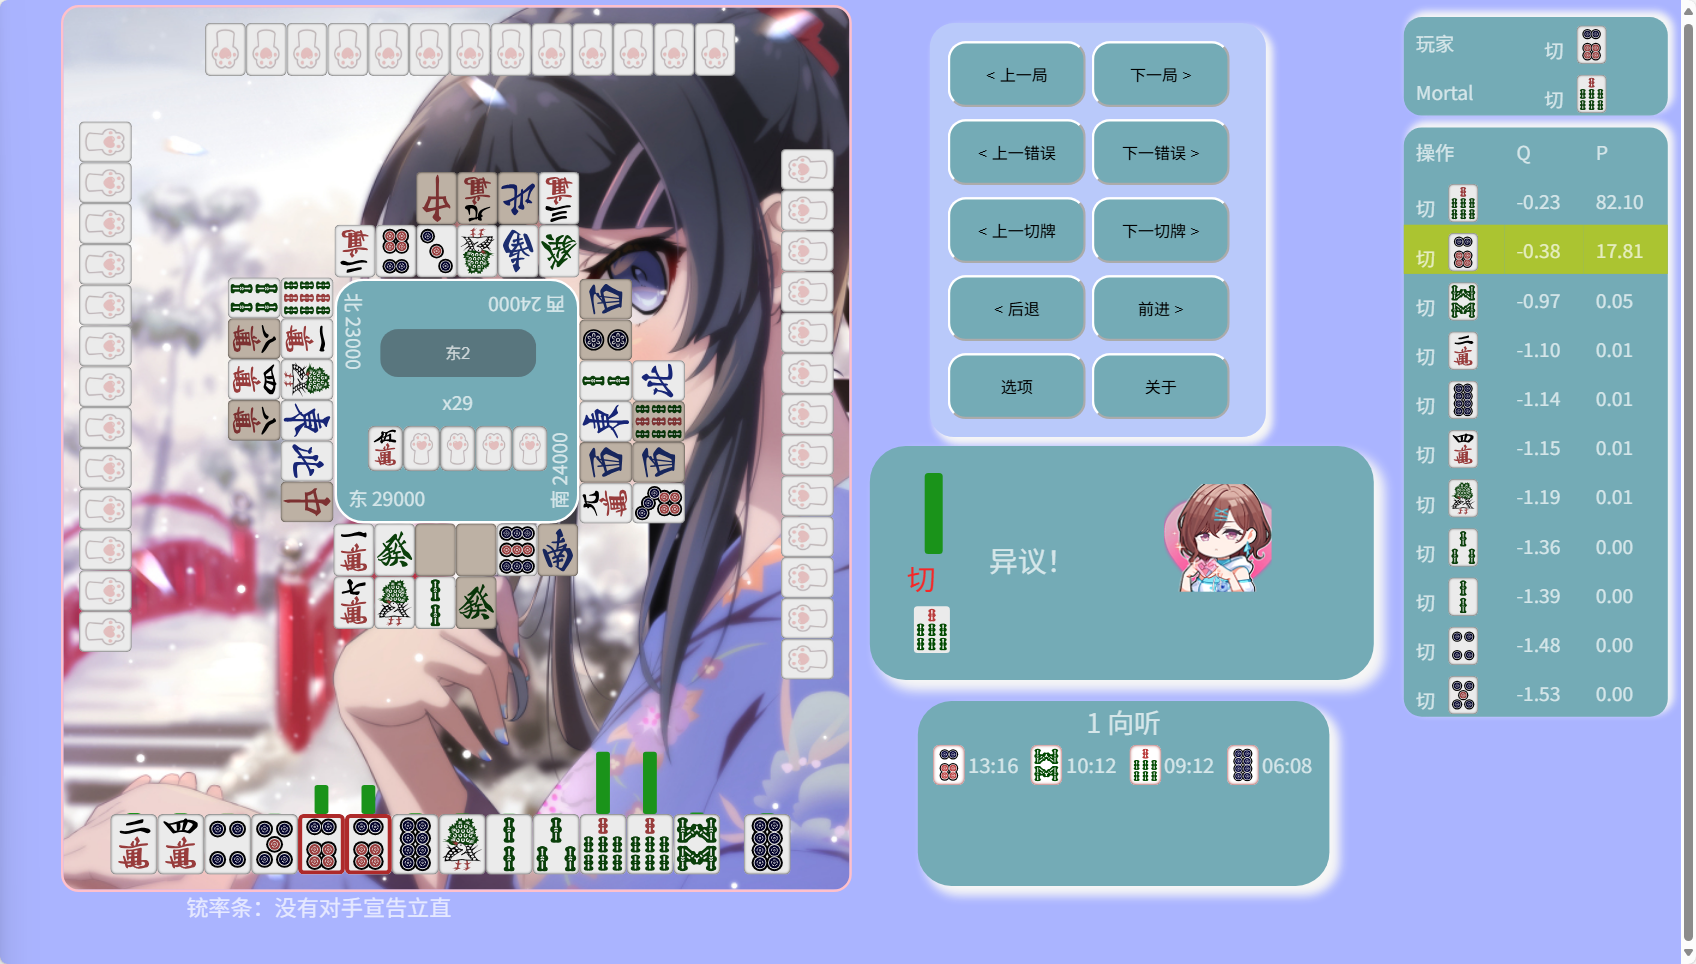 北 23000
西 24000
东2
x29
东 29000
南 24000
铳率条：没有对手宣告立直
< 上一局
下一局 >
< 上一错误
下一错误 >
< 上一切牌
下一切牌 >
< 后退
前进 >
选项
关于
切
异议！
1 向听
13:16
10:12
09:12
06:08
玩家 切
Mortal 切
操作 Q P
切 -0.23 82.10
切 -0.38 17.81
切 -0.97 0.05
切 -1.10 0.01
切 -1.14 0.01
切 -1.15 0.01
切 -1.19 0.01
切 -1.36 0.00
切 -1.39 0.00
切 -1.48 0.00
切 -1.53 0.00